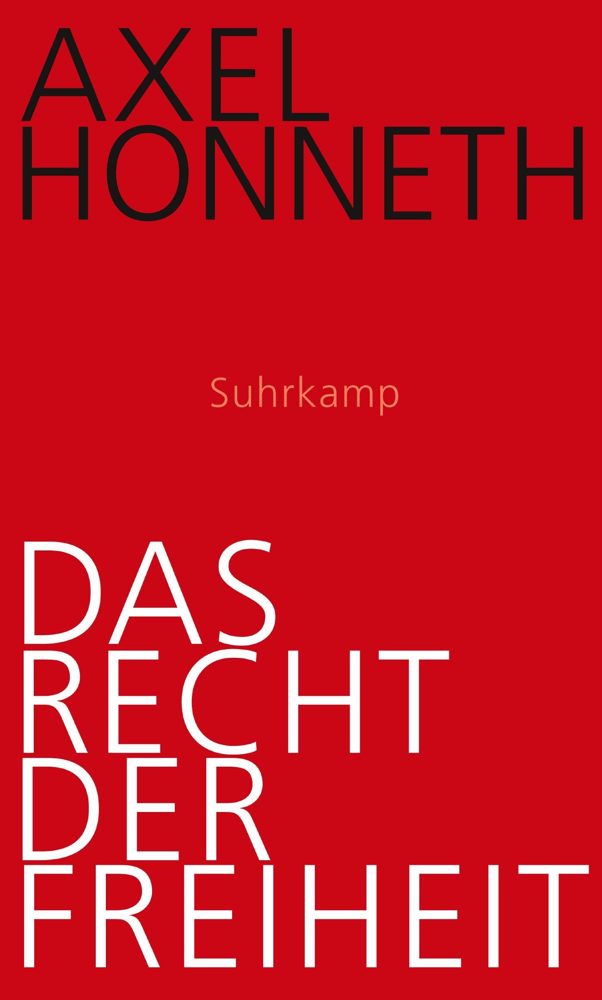 AXEL
HONNETH
Suhrkamp
DAS
RECHT
DER
FREIHEIT